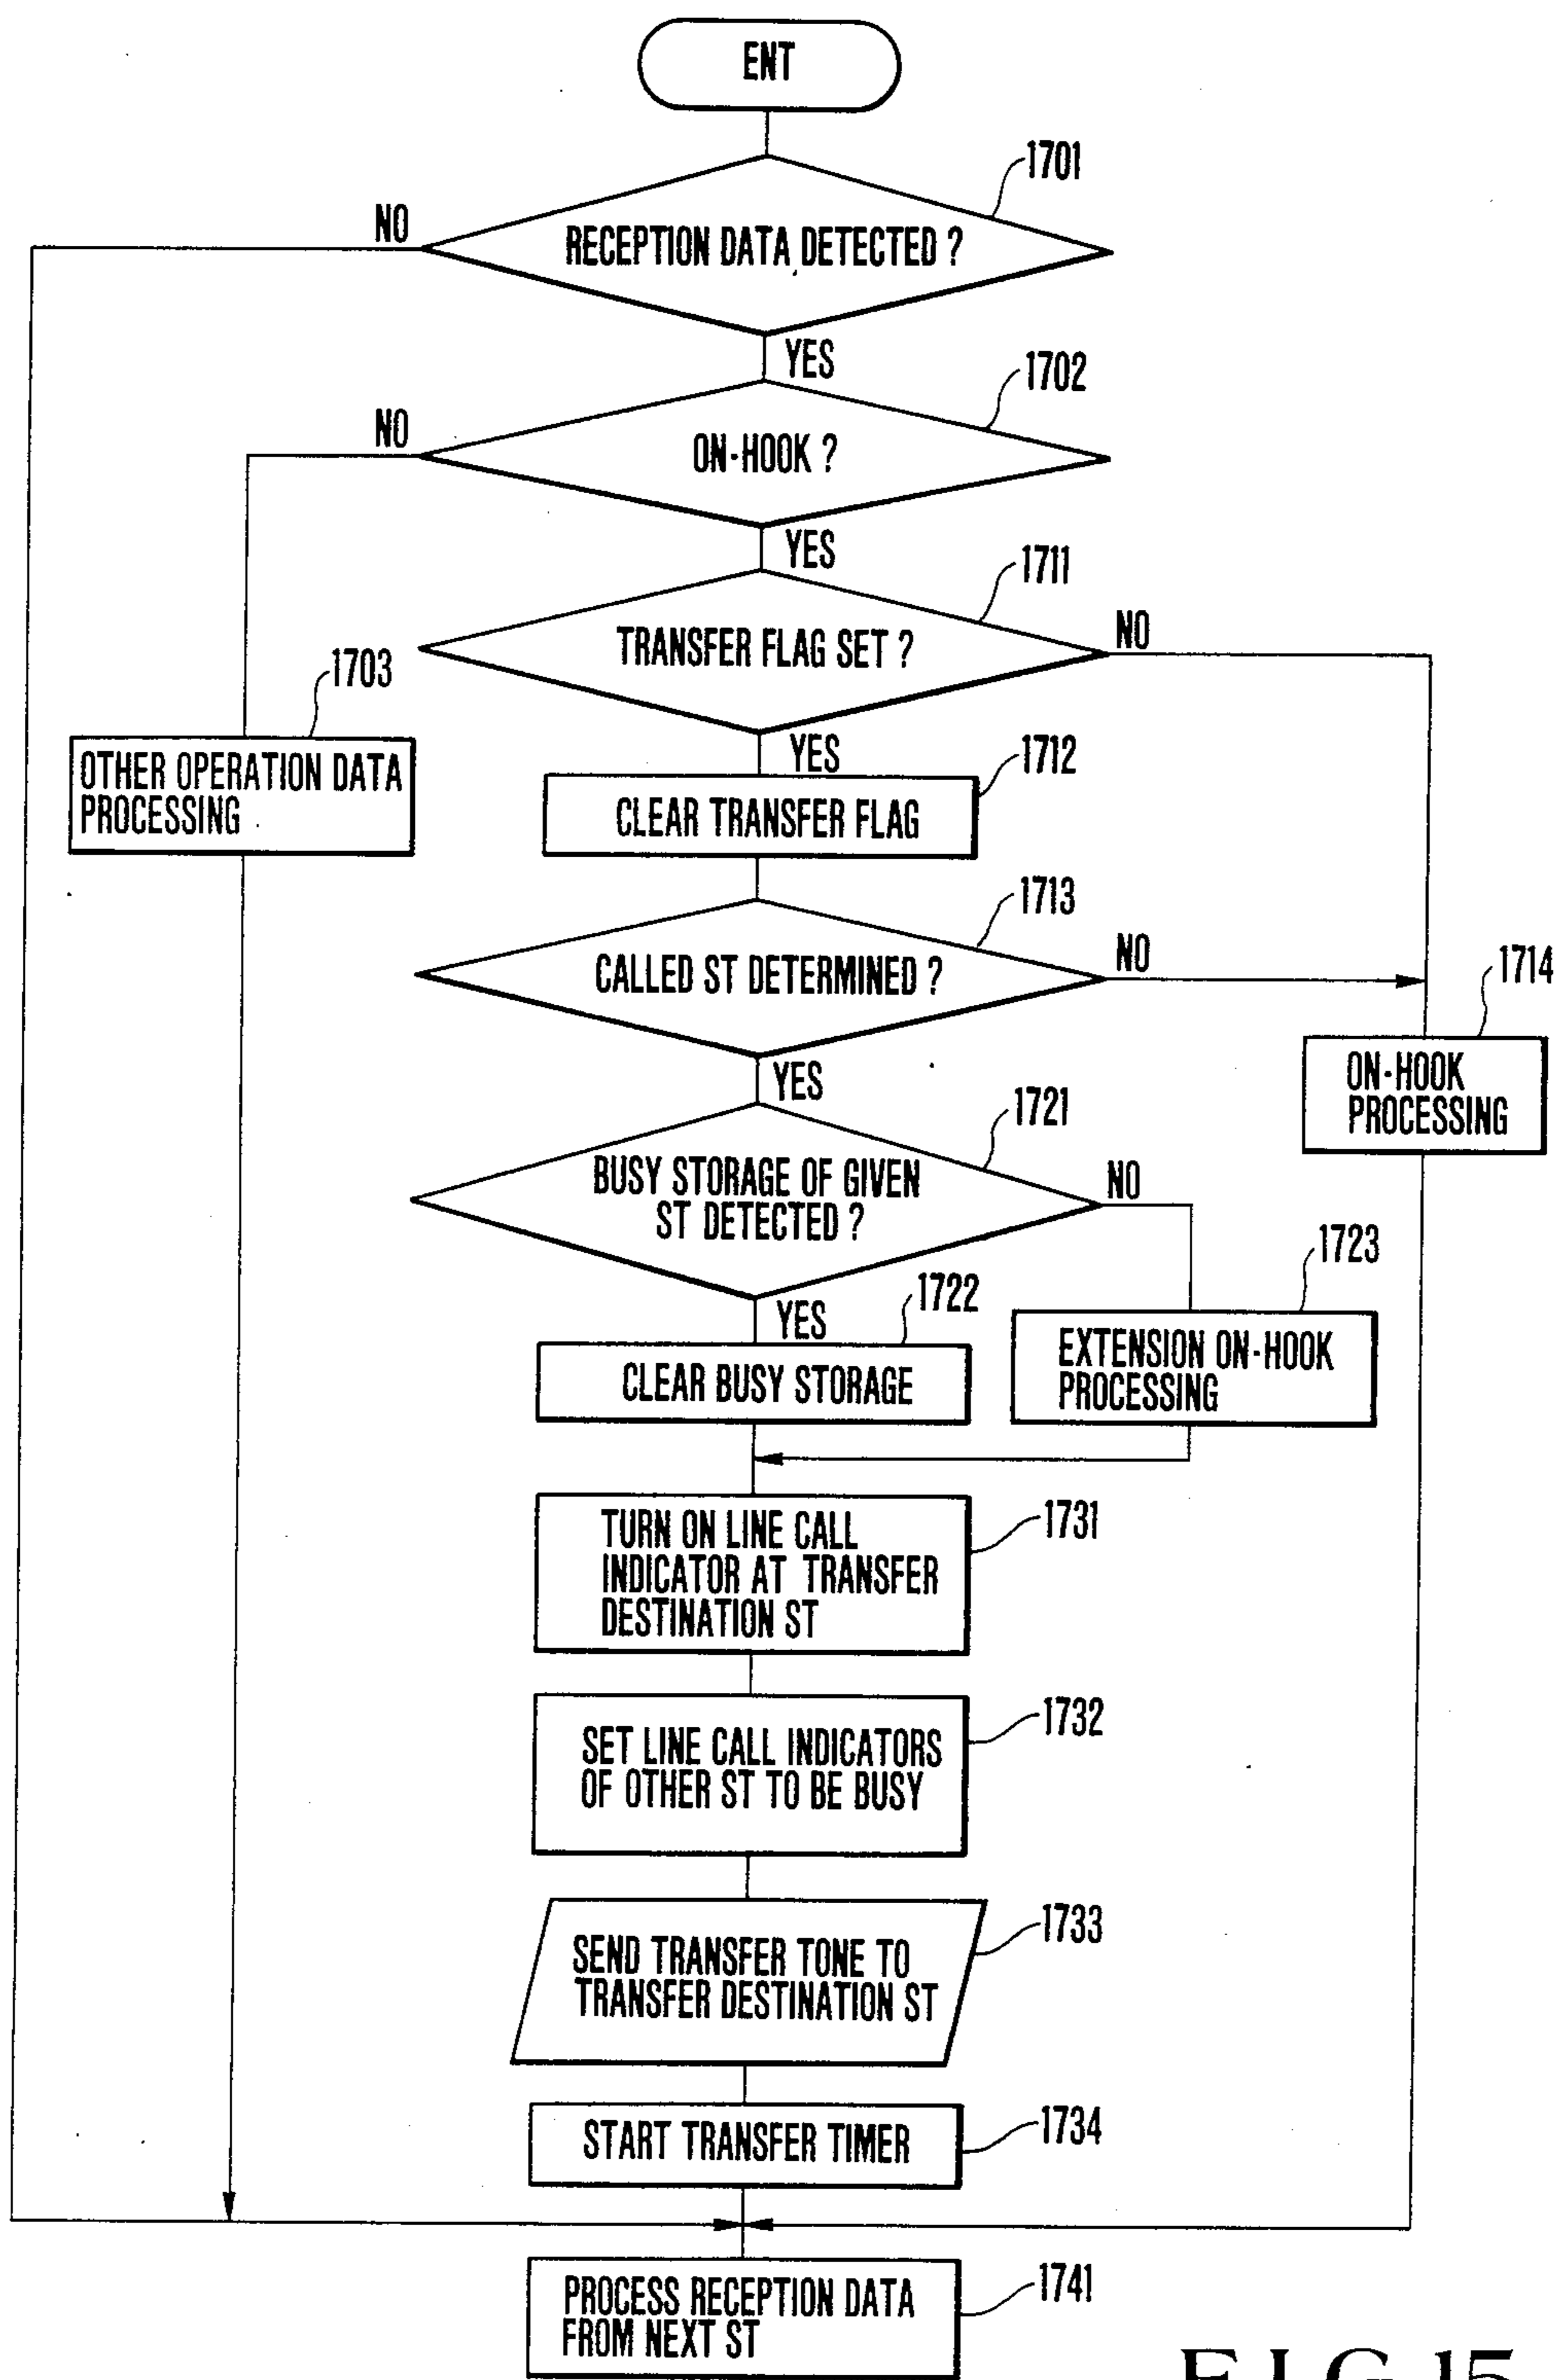 ENT
1701
NO
RECEPTION DATA DETECTED ?
YES
1702
NO
ON-HOOK ?
YES
1711
TRANSFER FLAG SET ?
NO
1703
OTHER OPERATION DATA
PROCESSING
YES
1712
CLEAR TRANSFER FLAG
1713
CALLED ST DETERMINED ?
NO
1714
ON-HOOK
PROCESSING
YES
1721
BUSY STORAGE OF GIVEN
ST DETECTED ?
NO
1723
YES
1722
CLEAR BUSY STORAGE
EXTENSION ON-HOOK
PROCESSING
1731
TURN ON LINE CALL
INDICATOR AT TRANSFER
DESTINATION ST
1732
SET LINE CALL INDICATORS
OF OTHER ST TO BE BUSY
1733
SEND TRANSFER TONE TO
TRANSFER DESTINATION ST
1734
START TRANSFER TIMER
1741
PROCESS RECEPTION DATA
FROM NEXT ST
FIG.15